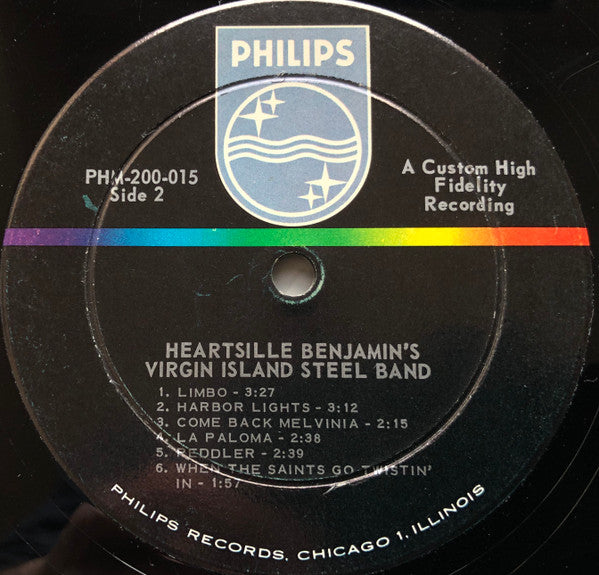 PHILIPS
PHM-200-015
Side 2
A Custom High
Fidelity
Recording
HEARTSILLE BENJAMIN'S
VIRGIN ISLAND STEEL BAND
1. LIMBO - 3:27
2. HARBOR LIGHTS - 3:12
3. COME BACK MELVINIA - 2:15
4. LA PALOMA - 2:38
5. PEDDLER - 2:39
6. WHEN THE SAINTS GO TWISTIN'
IN - 1:57
PHILIPS RECORDS, CHICAGO 1, ILLINOIS